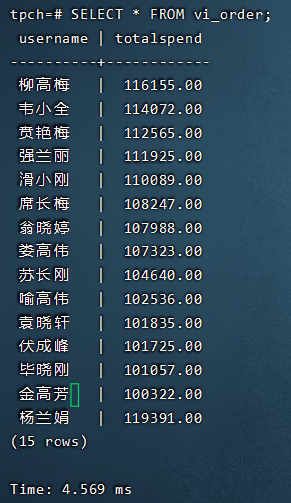 tpch=# SELECT * FROM vi_order;
username | totalspend
----------+------------
柳高梅 | 116155.00
韦小全 | 114072.00
贲艳梅 | 112565.00
强兰丽 | 111925.00
滑小刚 | 110089.00
席长梅 | 108247.00
翁晓婷 | 107988.00
娄高伟 | 107323.00
苏长刚 | 104640.00
喻高伟 | 102536.00
袁晓轩 | 101835.00
伏成峰 | 101725.00
毕晓刚 | 101057.00
金高芳 | 100322.00
杨兰娟 | 119391.00
(15 rows)
Time: 4.569 ms